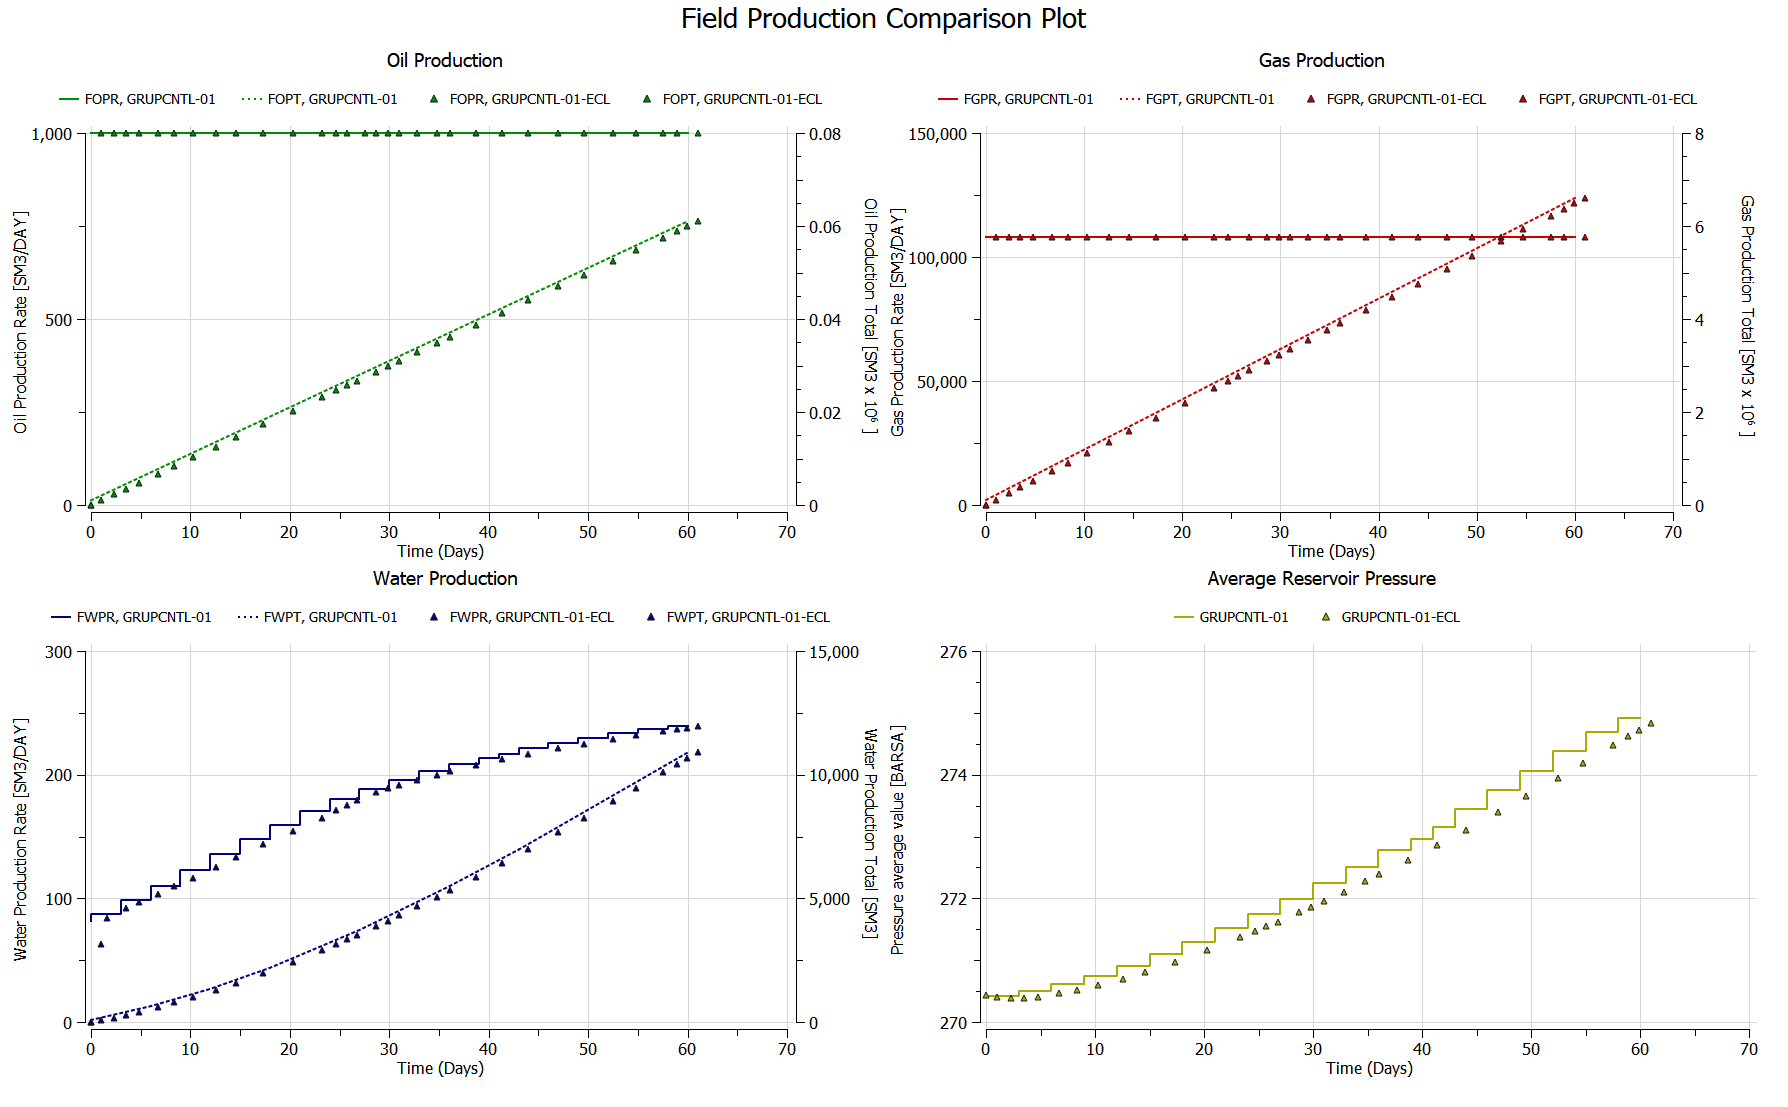 Field Production Comparison Plot
Oil Production
FOPR, GRUPCNTL-01 FOPT, GRUPCNTL-01 FOPR, GRUPCNTL-01-ECL FOPT, GRUPCNTL-01-ECL
1,000
500
0
Oil Production Rate [SM3/DAY]
0.08
0.06
0.04
0.02
0
Oil Production Total [SM3 x 10⁶ ]
0 10 20 30 40 50 60 70
Time (Days)
Gas Production
FGPR, GRUPCNTL-01 FGPT, GRUPCNTL-01 FGPR, GRUPCNTL-01-ECL FGPT, GRUPCNTL-01-ECL
150,000
100,000
50,000
0
Gas Production Rate [SM3/DAY]
8
6
4
2
0
Gas Production Total [SM3 x 10⁶ ]
0 10 20 30 40 50 60 70
Time (Days)
Water Production
FWPR, GRUPCNTL-01 FWPT, GRUPCNTL-01 FWPR, GRUPCNTL-01-ECL FWPT, GRUPCNTL-01-ECL
300
200
100
0
Water Production Rate [SM3/DAY]
15,000
10,000
5,000
0
Water Production Total [SM3]
0 10 20 30 40 50 60 70
Time (Days)
Average Reservoir Pressure
GRUPCNTL-01 GRUPCNTL-01-ECL
276
274
272
270
Pressure average value [BARSA]
0 10 20 30 40 50 60 70
Time (Days)